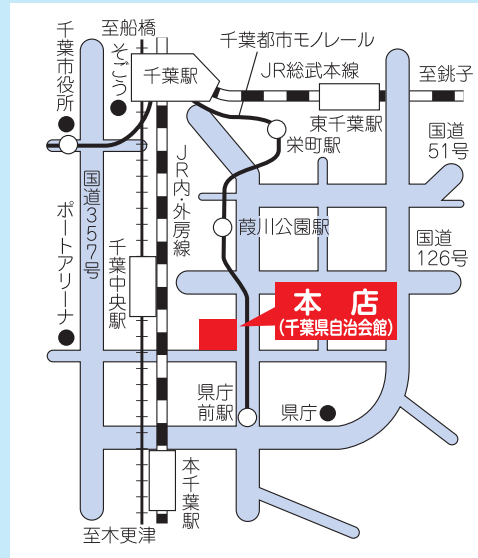 至船橋
千葉市役所
そごう
千葉駅
千葉都市モノレール
JR総武本線
至銚子
東千葉駅
栄町駅
国道
51号
JR内・外房線
国道357号
葭川公園駅
ポートアリーナ
千葉中央駅
国道
126号
本店
(千葉県自治会館)
県庁
前駅
県庁
本千葉駅
至木更津